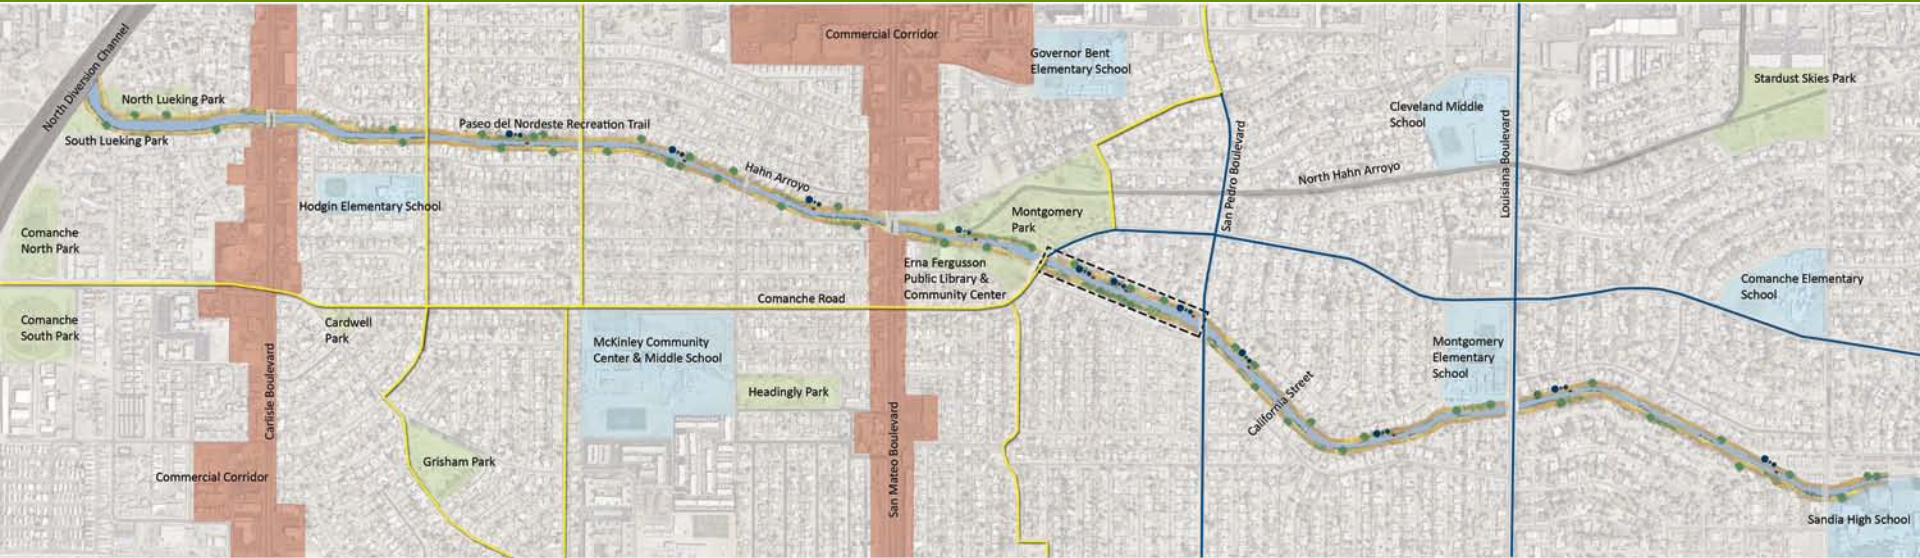 Commercial Corridor
Governor Bent
Elementary School
Stardust Skies Park
North Diversion Channel
North Lueking Park
Cleveland Middle
School
Paseo del Nordeste Recreation Trail
South Lueking Park
Louisiana Boulevard
San Pedro Boulevard
Hahn Arroyo
North Hahn Arroyo
Hodgin Elementary School
Montgomery
Park
Comanche
North Park
Erna Fergusson
Public Library &
Community Center
Comanche Elementary
School
Comanche Road
Comanche
South Park
Cardwell
Park
McKinley Community
Center & Middle School
Montgomery
Elementary
School
Carlisle Boulevard
Headingly Park
California Street
San Mateo Boulevard
Grisham Park
Commercial Corridor
Sandia High School